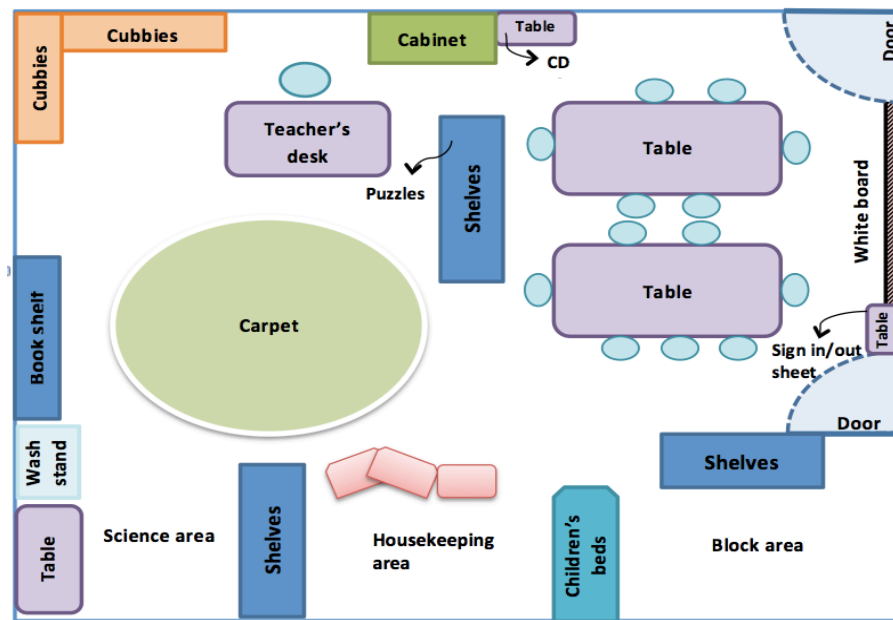 Cubbies
Cubbies
Cabinet
Table
CD
Door
Teacher's
desk
Puzzles
Shelves
Table
White board
Table
Table
Sign in/out
sheet
Door
Book shelf
Carpet
Wash
stand
Table
Science area
Shelves
Housekeeping
area
Children's
beds
Shelves
Block area